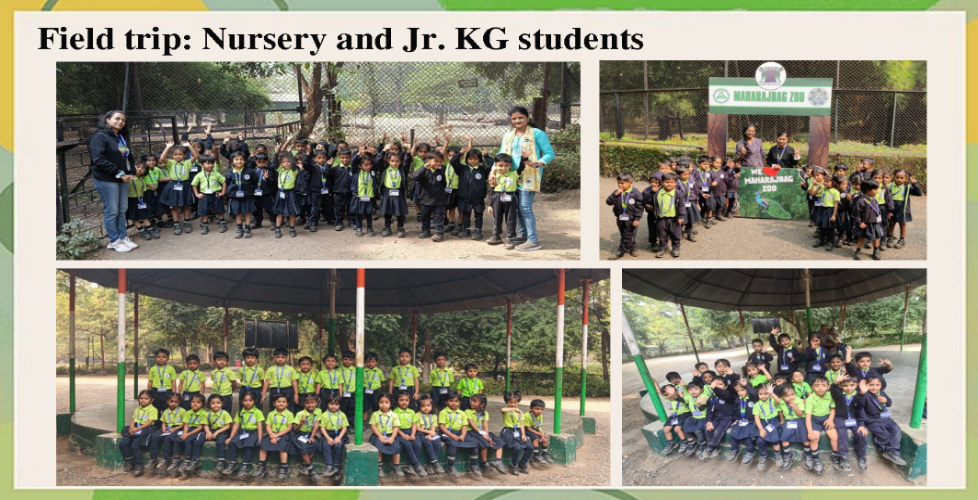 Field trip: Nursery and Jr. KG students
MAHARAJBAG ZOO
WE
MAHARAJBAG
ZOO